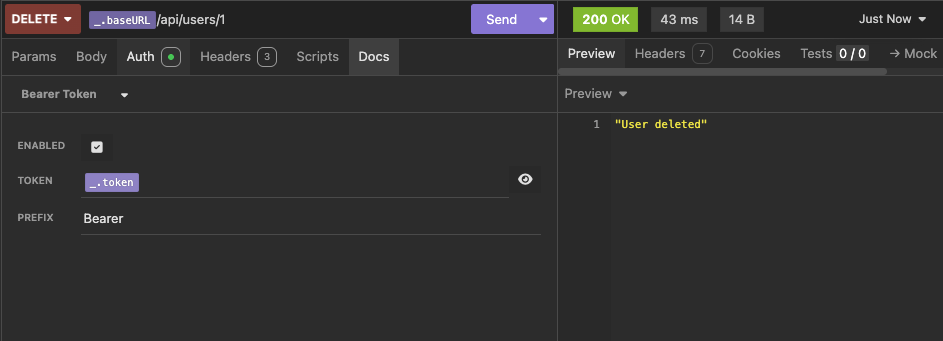 DELETE _.baseURL/api/users/1 Send 200 OK 43 ms 14 B Just Now
Params Body Auth Headers 3 Scripts Docs
Preview Headers 7 Cookies Tests 0 / 0 → Mock
Bearer Token
Preview
1 "User deleted"
ENABLED
TOKEN _.token
PREFIX Bearer